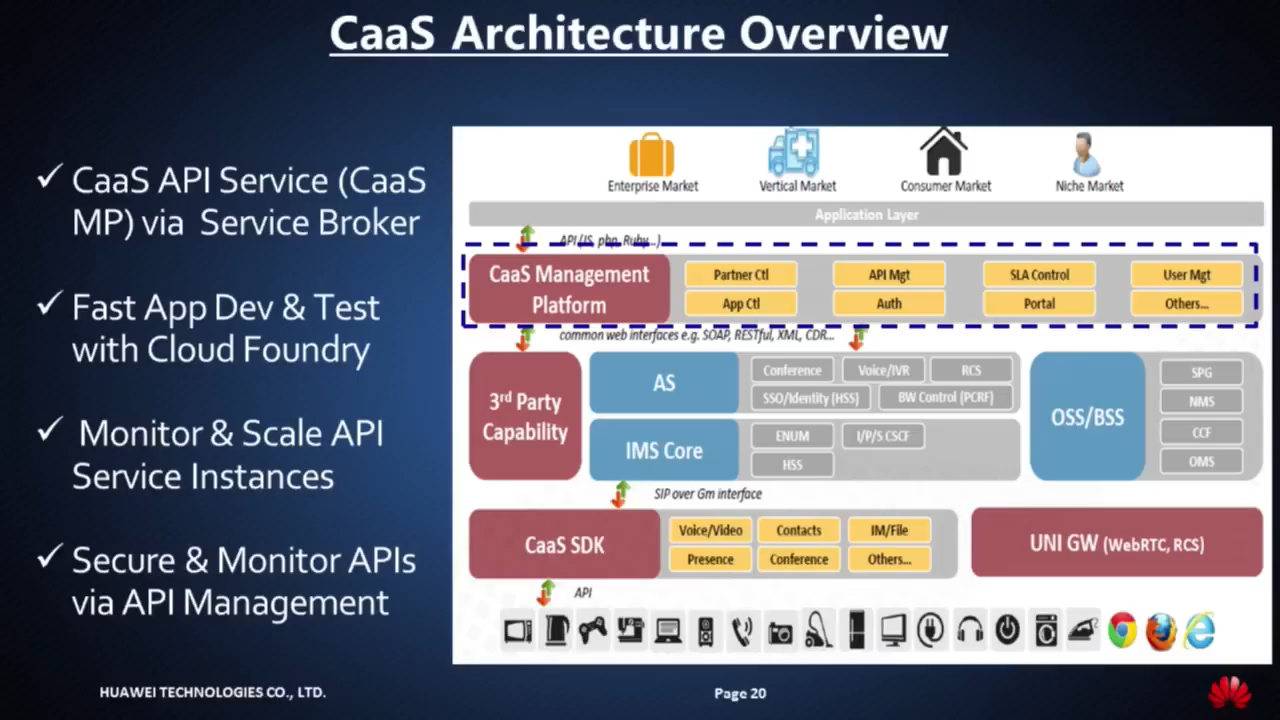 CaaS Architecture Overview
CaaS API Service (CaaS
MP) via Service Broker
Fast App Dev & Test
with Cloud Foundry
Monitor & Scale API
Service Instances
Secure & Monitor APIs
via API Management
Enterprise Market
Vertical Market
Consumer Market
Niche Market
Application Layer
API (JS, php, Ruby...)
CaaS Management
Platform
Partner Ctl
API Mgt
SLA Control
User Mgt
App Ctl
Auth
Portal
Others...
common web interfaces e.g. SOAP, RESTful, XML, CDR...
3rd Party
Capability
AS
Conference
Voice/IVR
RCS
SSO/Identity (HSS)
BW Control (PCRF)
IMS Core
ENUM
I/P/S CSCF
HSS
OSS/BSS
SPG
NMS
CCF
OMS
SIP over Gm interface
CaaS SDK
Voice/Video
Contacts
IM/File
Presence
Conference
Others...
UNI GW (WebRTC, RCS)
API
HUAWEI TECHNOLOGIES CO., LTD.
Page 20